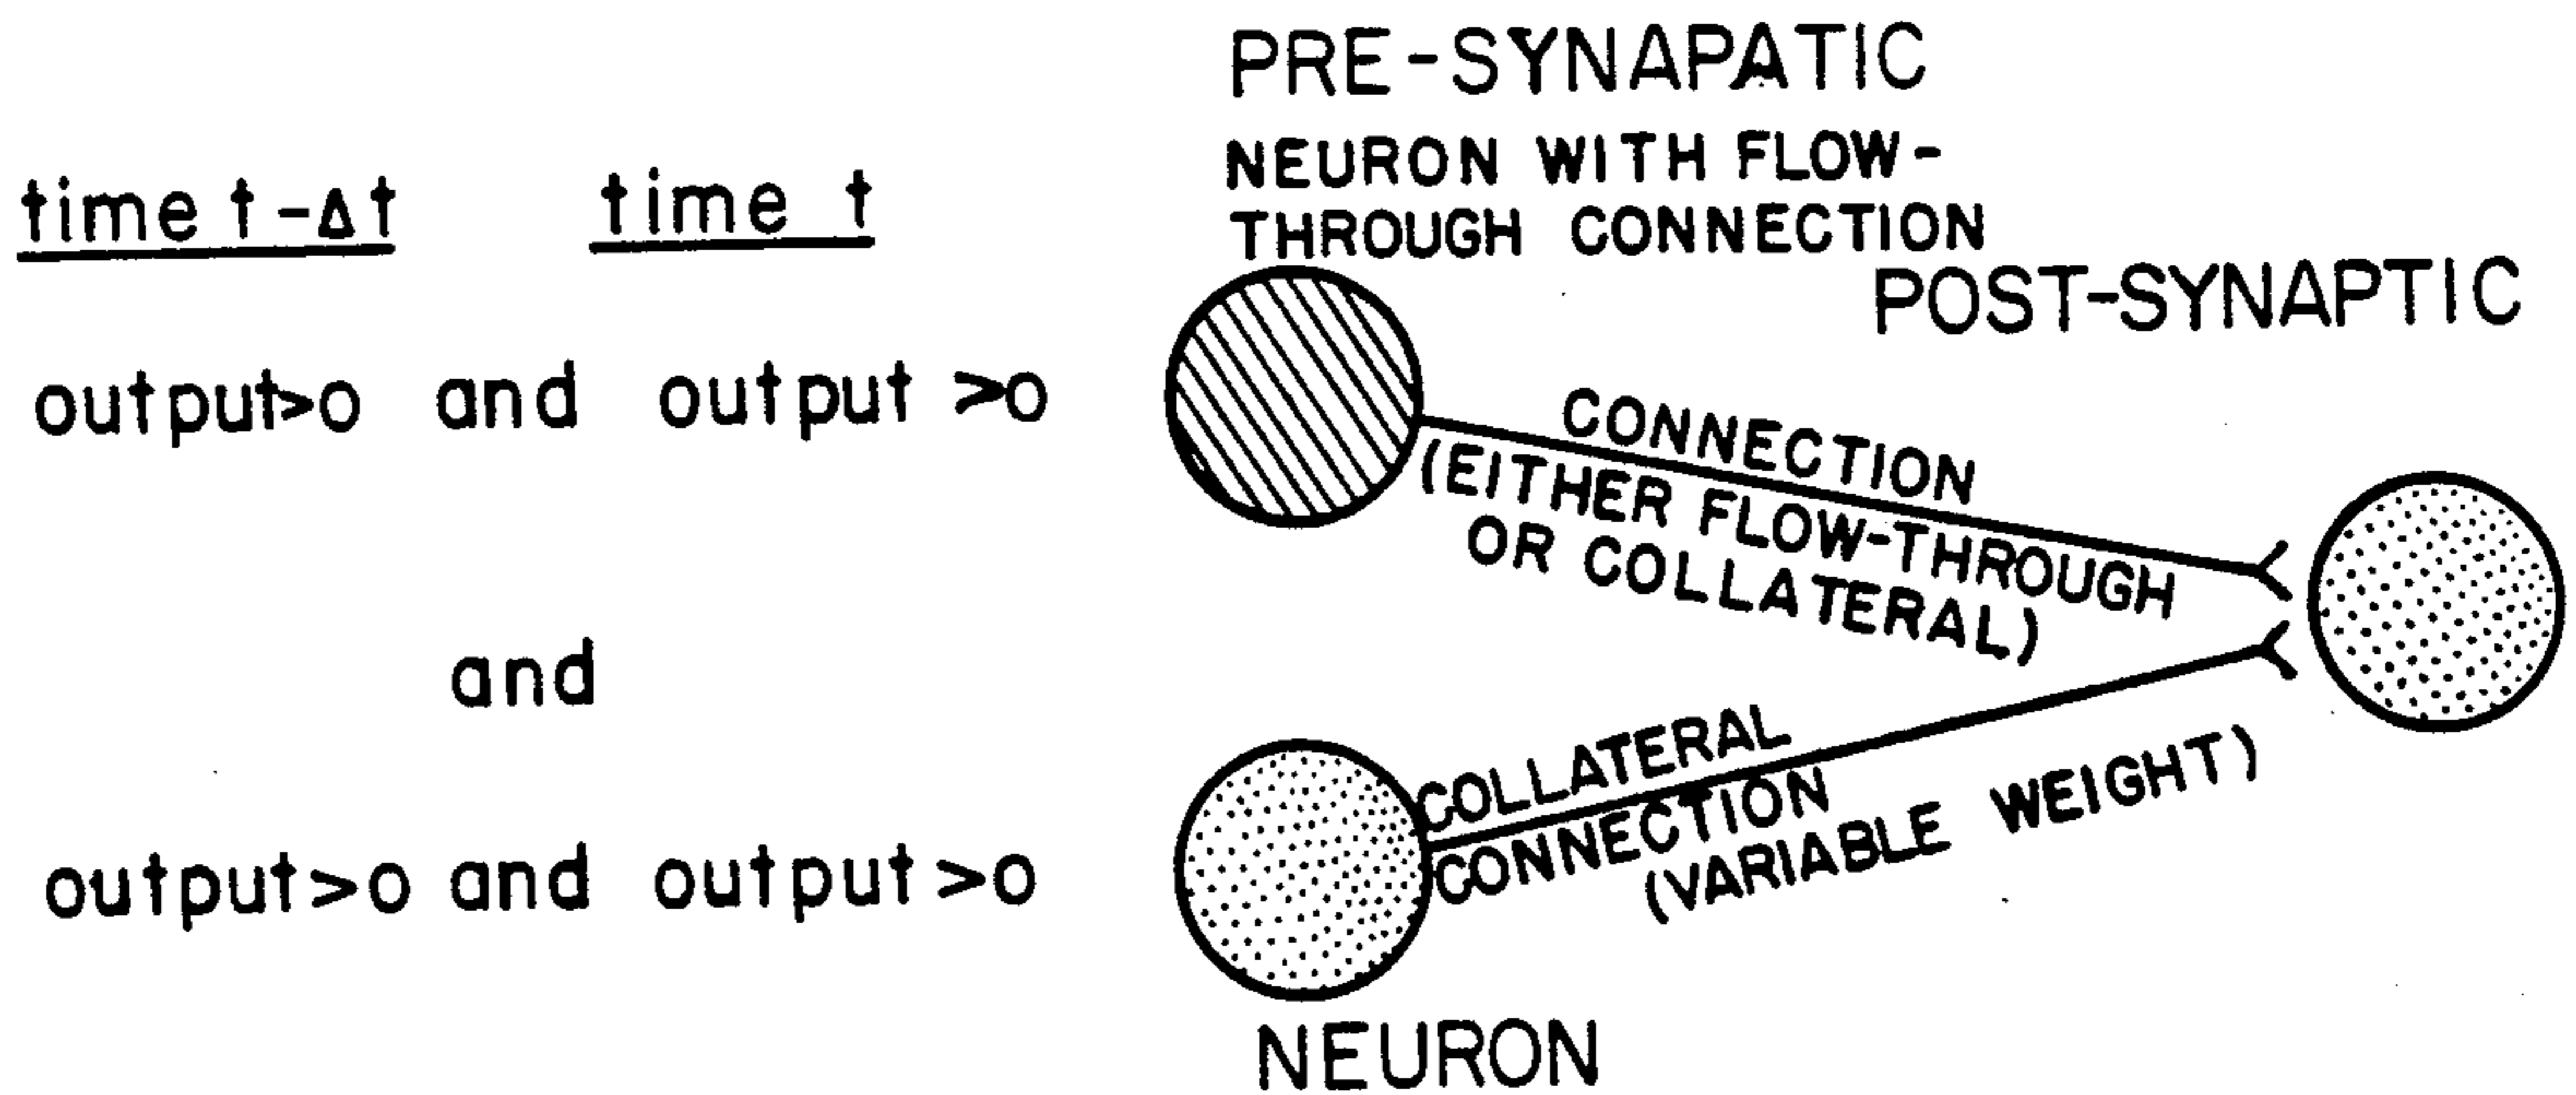 time t-Δt time t
output>o and output >o
and
output>o and output>o
PRE-SYNAPATIC
NEURON WITH FLOW-
THROUGH CONNECTION
POST-SYNAPTIC
CONNECTION
(EITHER FLOW-THROUGH
OR COLLATERAL)
COLLATERAL
CONNECTION
(VARIABLE WEIGHT)
NEURON